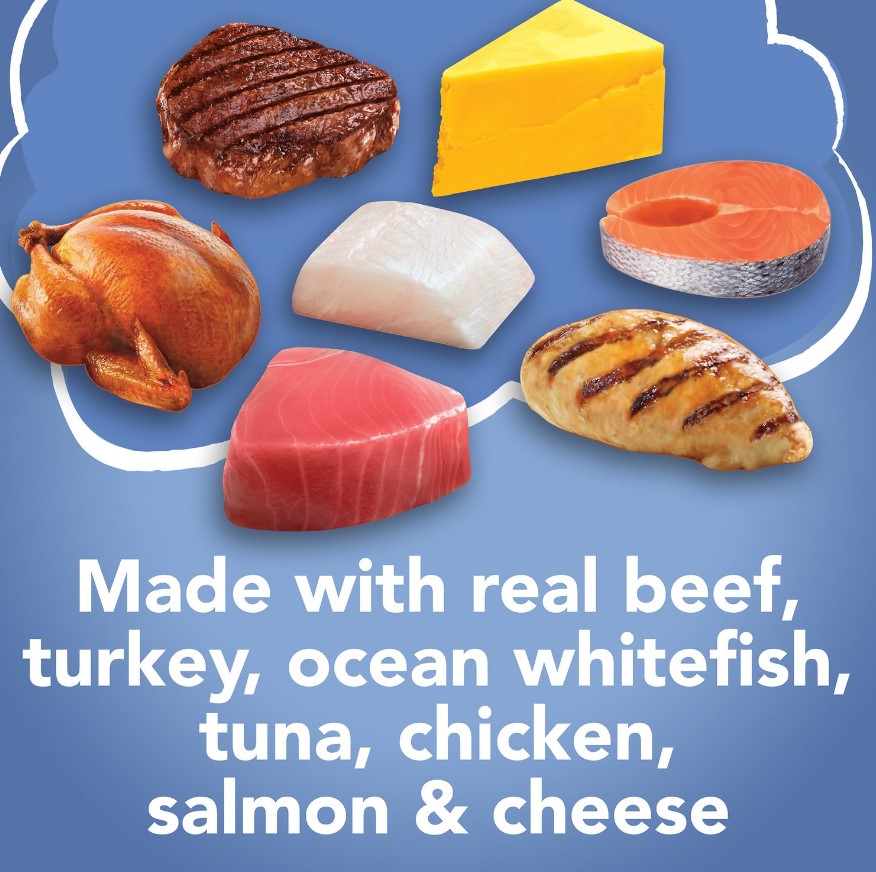 Made with real beef,
turkey, ocean whitefish,
tuna, chicken,
salmon & cheese